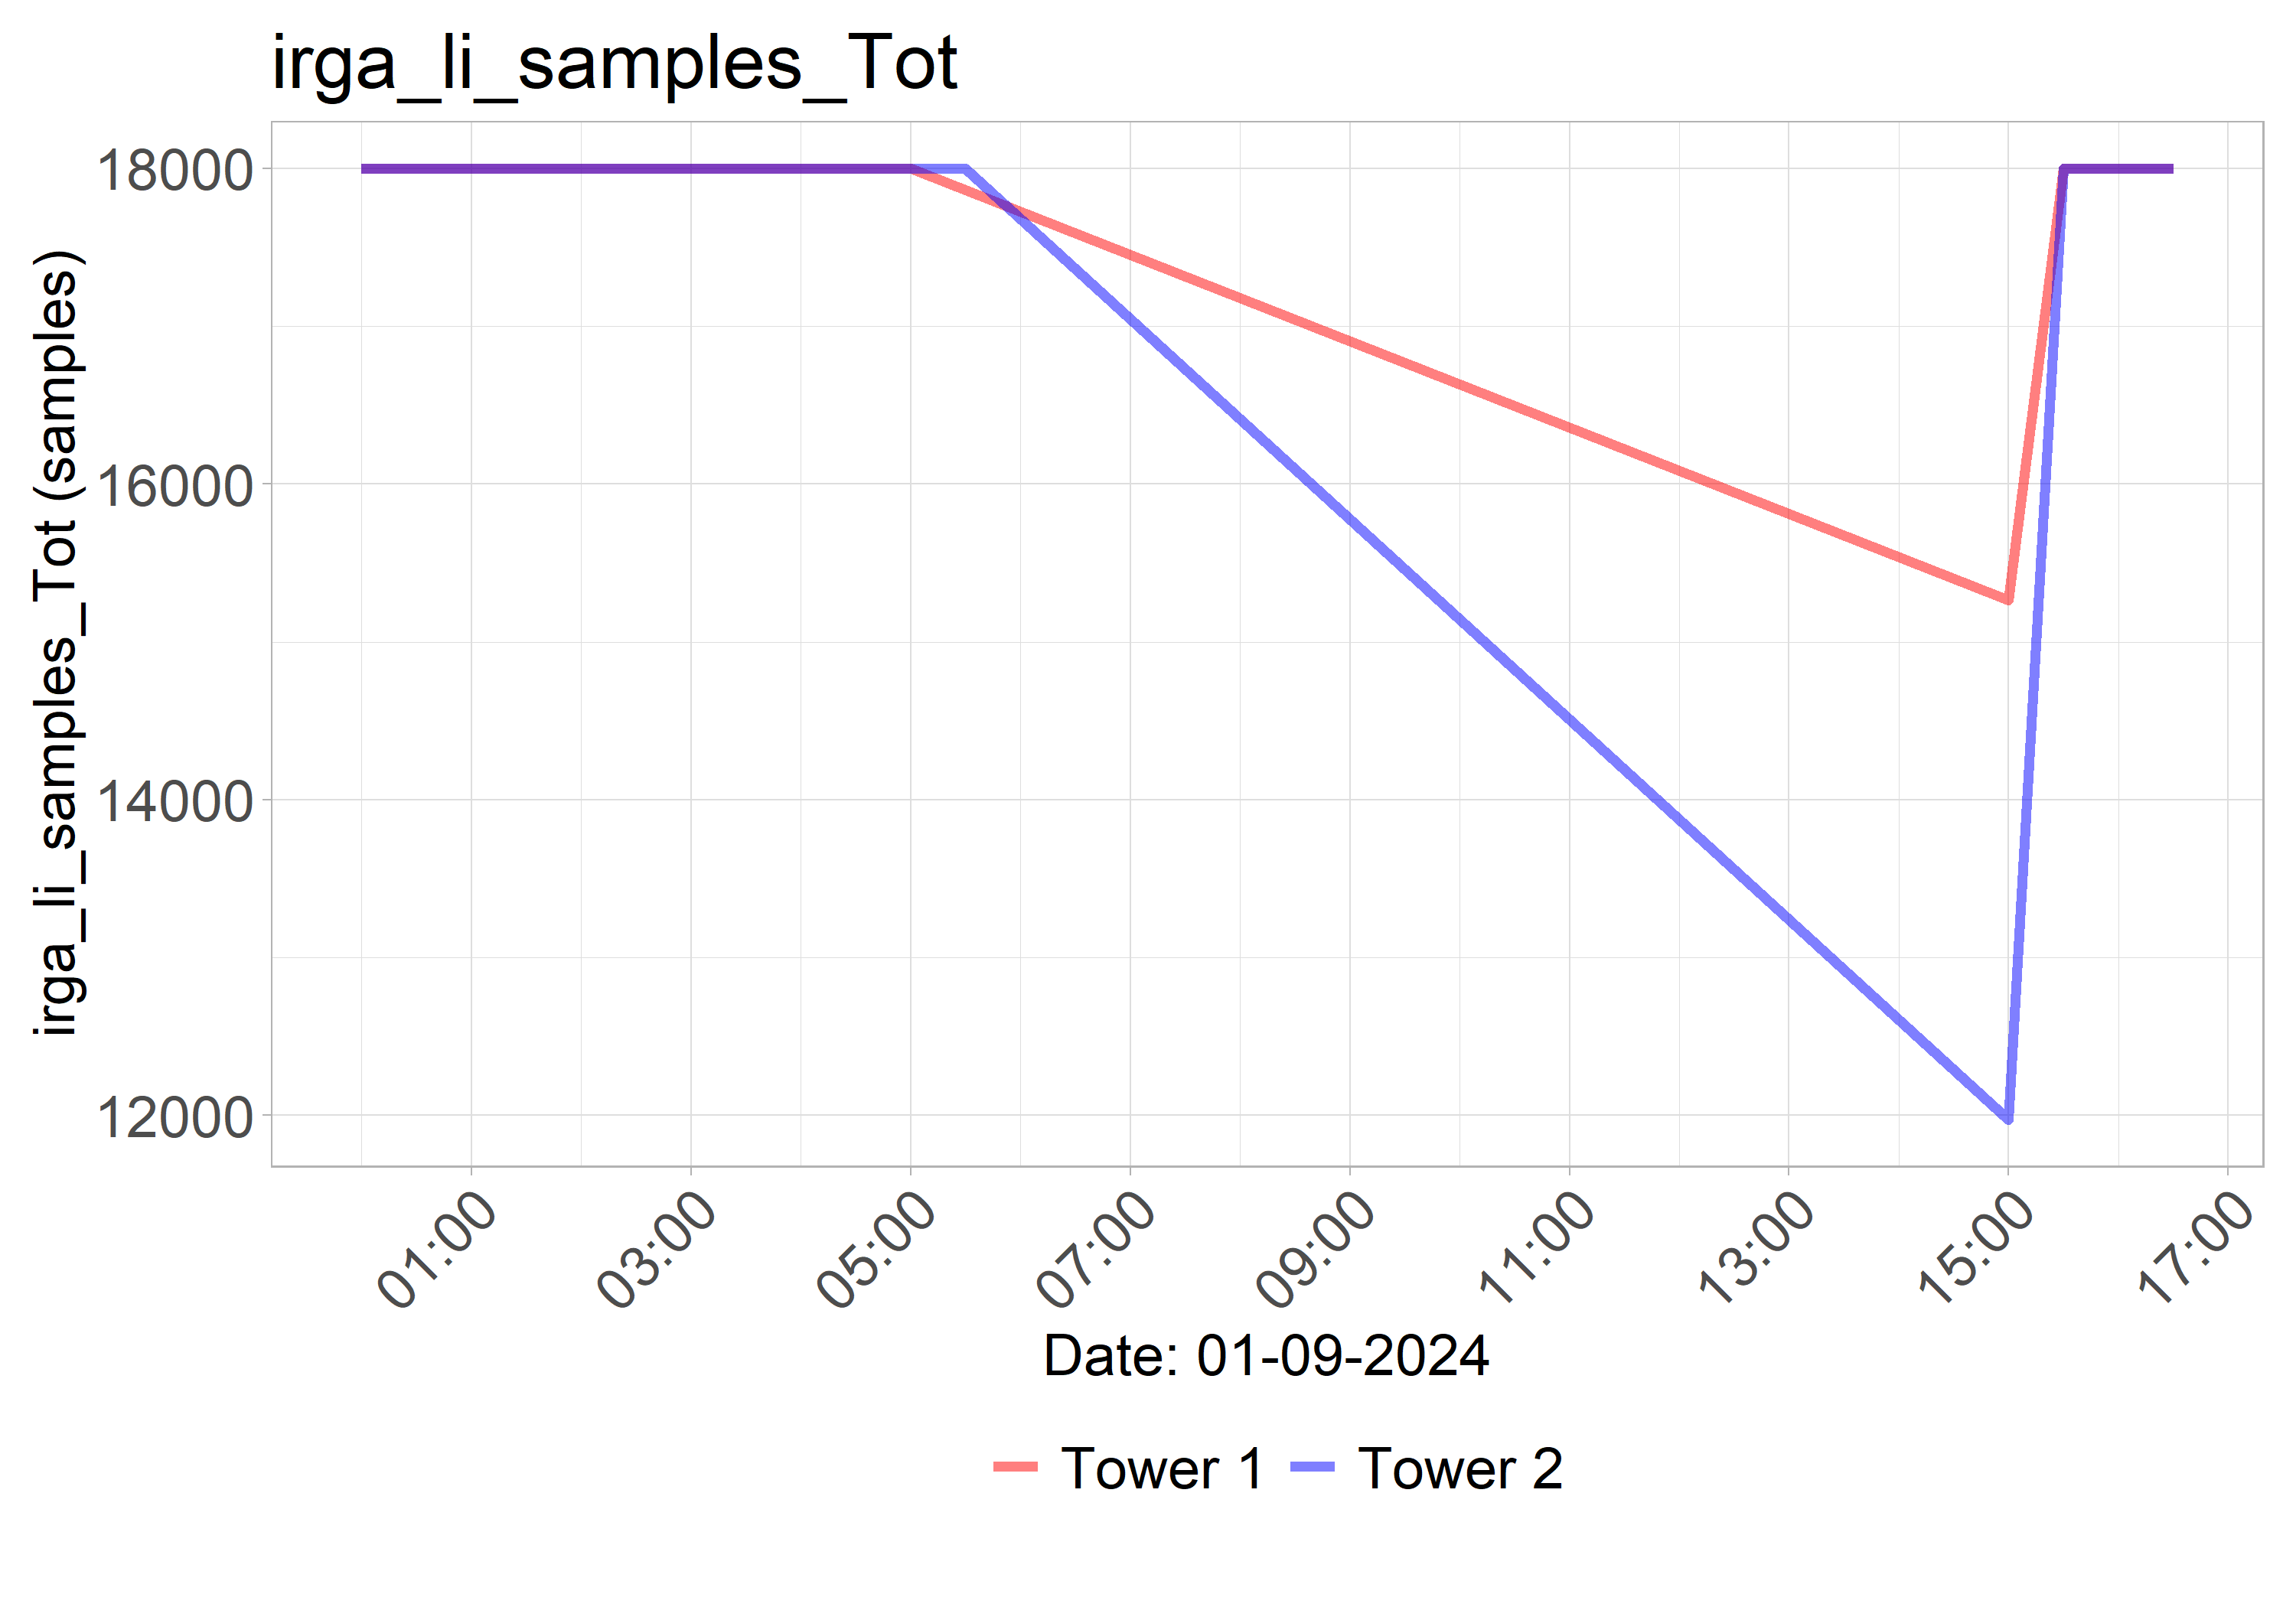 irga_li_samples_Tot
irga_li_samples_Tot (samples)
18000
16000
14000
12000
01:00
03:00
05:00
07:00
09:00
11:00
13:00
15:00
17:00
Date: 01-09-2024
Tower 1
Tower 2